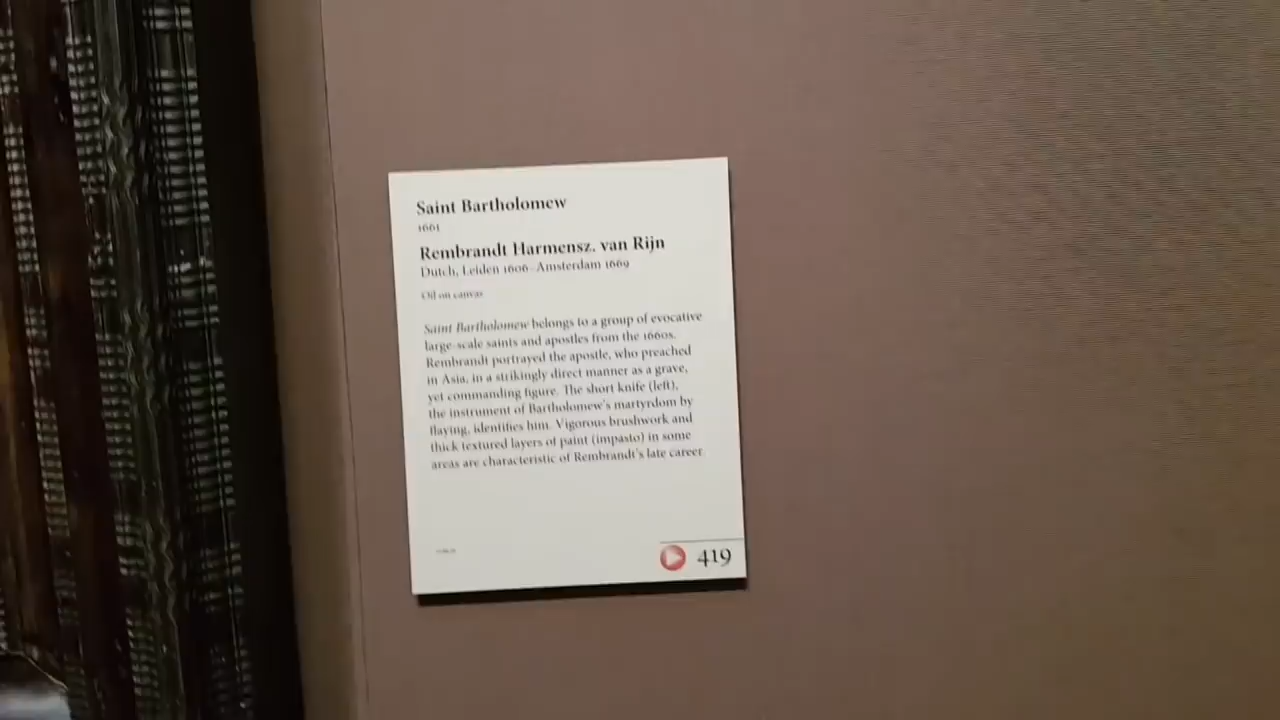 Saint Bartholomew
1661
Rembrandt Harmensz. van Rijn
Dutch, Leiden 1606–Amsterdam 1669
Oil on canvas
Saint Bartholomew belongs to a group of evocative
large-scale saints and apostles from the 1660s.
Rembrandt portrayed the apostle, who preached
in Asia, in a strikingly direct manner as a grave,
yet commanding figure. The short knife (left),
the instrument of Bartholomew's martyrdom by
flaying, identifies him. Vigorous brushwork and
thick textured layers of paint (impasto) in some
areas are characteristic of Rembrandt's late career
419